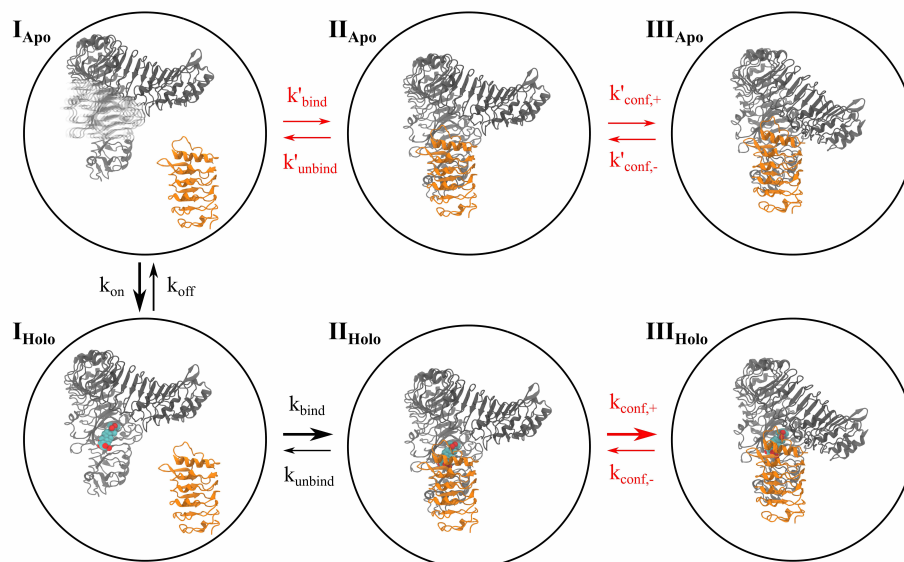 I_Apo
II_Apo
III_Apo
k'_bind
k'_unbind
k'_conf,+
k'_conf,-
k_on
k_off
I_Holo
II_Holo
III_Holo
k_bind
k_unbind
k_conf,+
k_conf,-